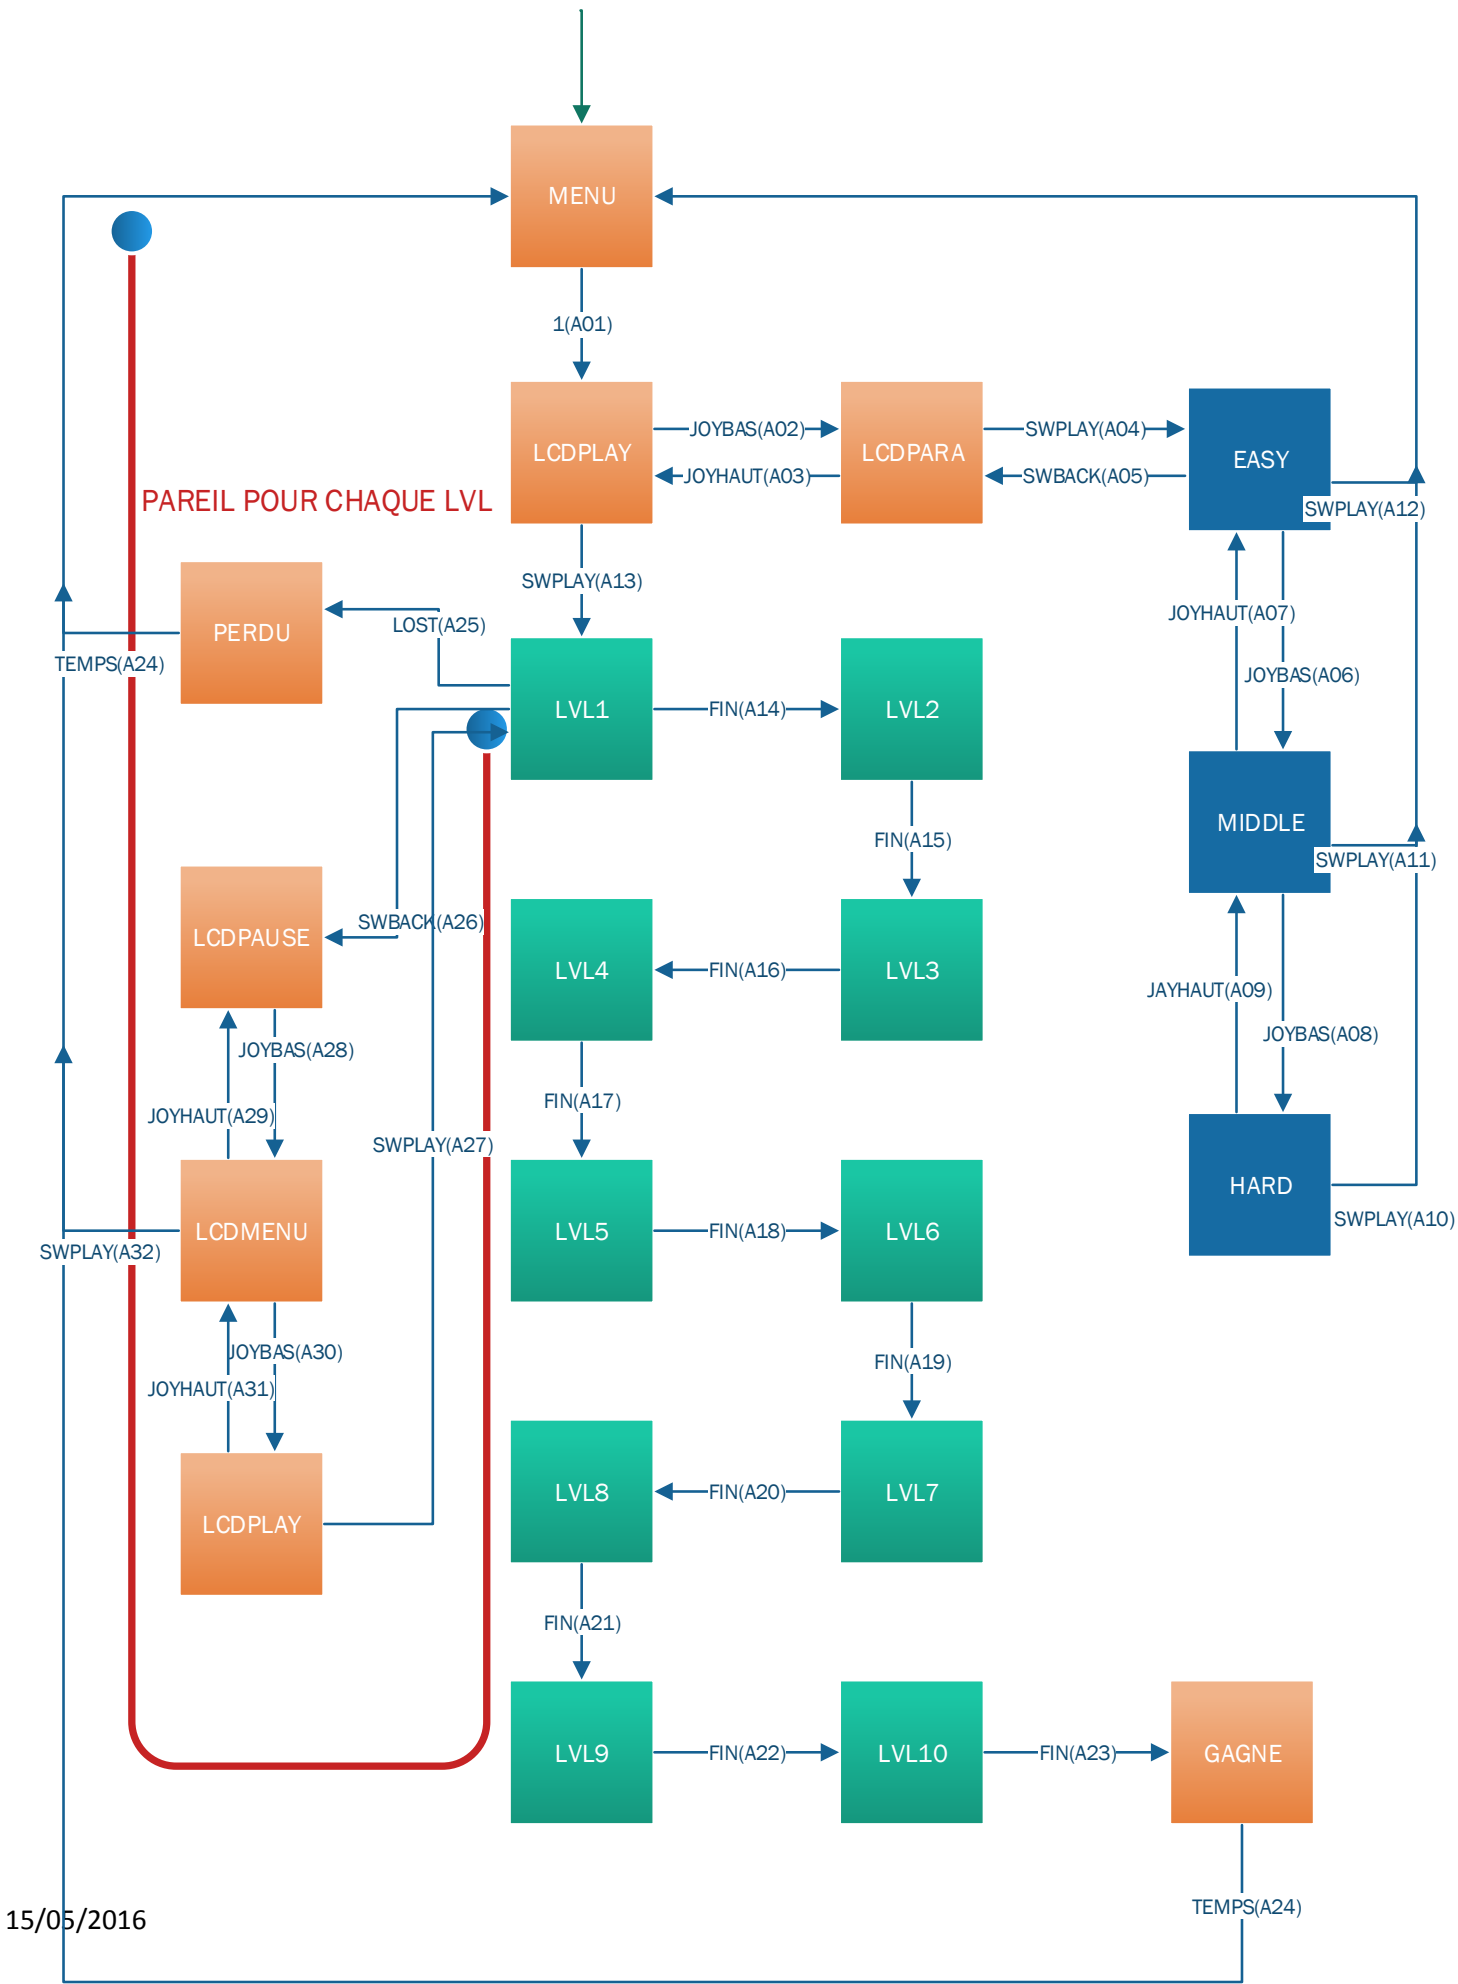 MENU
1(A01)
LCDPLAY
JOYBAS(A02)
JOYHAUT(A03)
LCDPARA
SWPLAY(A04)
SWBACK(A05)
EASY
SWPLAY(A12)
PAREIL POUR CHAQUE LVL
SWPLAY(A13)
PERDU
LOST(A25)
TEMPS(A24)
JOYHAUT(A07)
JOYBAS(A06)
LVL1
FIN(A14)
LVL2
MIDDLE
SWPLAY(A11)
FIN(A15)
LCDPAUSE
SWBACK(A26)
LVL4
FIN(A16)
LVL3
JAYHAUT(A09)
JOYBAS(A08)
JOYBAS(A28)
JOYHAUT(A29)
FIN(A17)
SWPLAY(A27)
HARD
SWPLAY(A10)
LCDMENU
SWPLAY(A32)
LVL5
FIN(A18)
LVL6
JOYBAS(A30)
JOYHAUT(A31)
FIN(A19)
LCDPLAY
LVL8
FIN(A20)
LVL7
FIN(A21)
LVL9
FIN(A22)
LVL10
FIN(A23)
GAGNE
TEMPS(A24)
15/05/2016